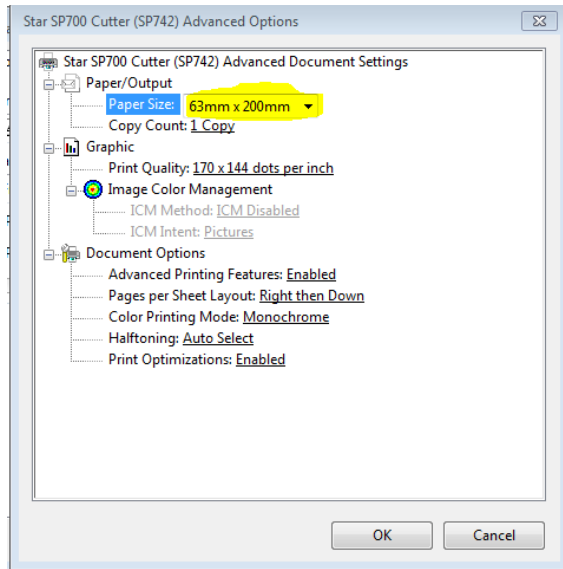 Star SP700 Cutter (SP742) Advanced Options
Star SP700 Cutter (SP742) Advanced Document Settings
Paper/Output
Paper Size: 63mm x 200mm
Copy Count: 1 Copy
Graphic
Print Quality: 170 x 144 dots per inch
Image Color Management
ICM Method: ICM Disabled
ICM Intent: Pictures
Document Options
Advanced Printing Features: Enabled
Pages per Sheet Layout: Right then Down
Color Printing Mode: Monochrome
Halftoning: Auto Select
Print Optimizations: Enabled
OK Cancel